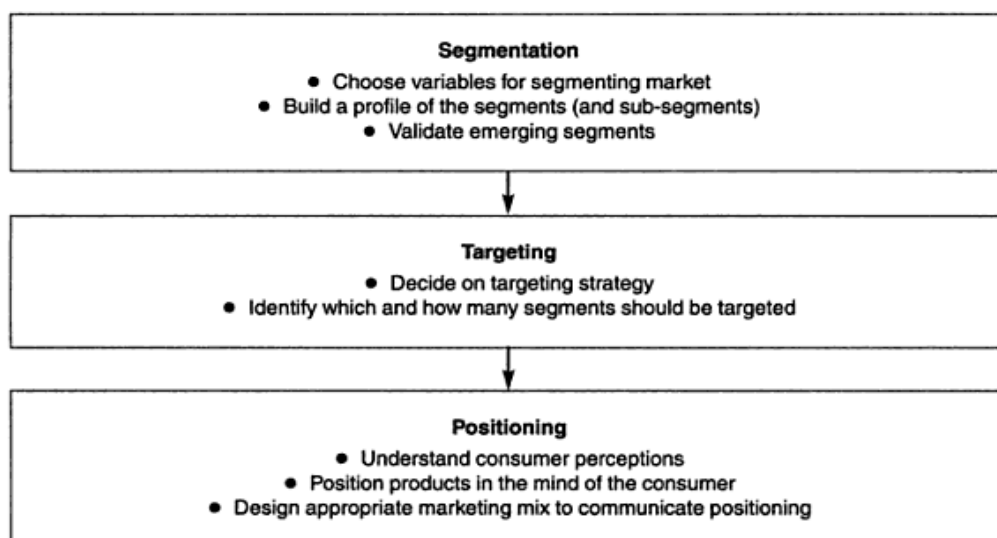 Segmentation
● Choose variables for segmenting market
● Build a profile of the segments (and sub-segments)
● Validate emerging segments
Targeting
● Decide on targeting strategy
● Identify which and how many segments should be targeted
Positioning
● Understand consumer perceptions
● Position products in the mind of the consumer
● Design appropriate marketing mix to communicate positioning